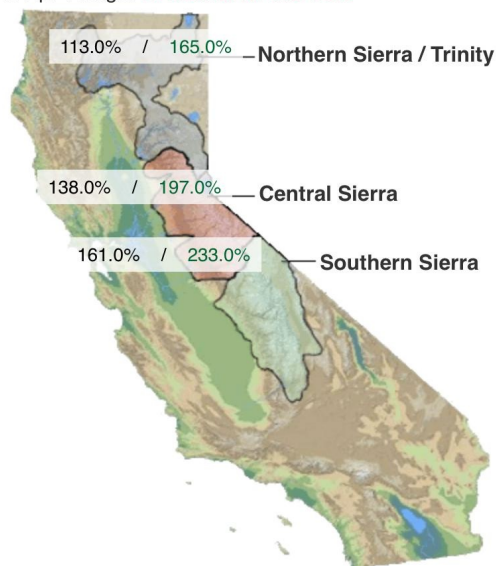 113.0% / 165.0% Northern Sierra / Trinity
138.0% / 197.0% Central Sierra
161.0% / 233.0% Southern Sierra